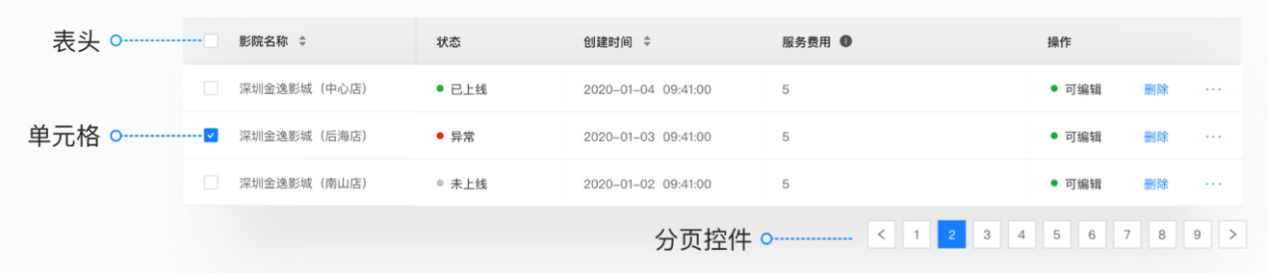 表头 影院名称 状态 创建时间 服务费用 操作
深圳金逸影城（中心店） 已上线 2020-01-04 09:41:00 5 可编辑 删除 ...
单元格 深圳金逸影城（后海店） 异常 2020-01-03 09:41:00 5 可编辑 删除 ...
深圳金逸影城（南山店） 未上线 2020-01-02 09:41:00 5 可编辑 删除 ...
分页控件 < 1 2 3 4 5 6 7 8 9 >